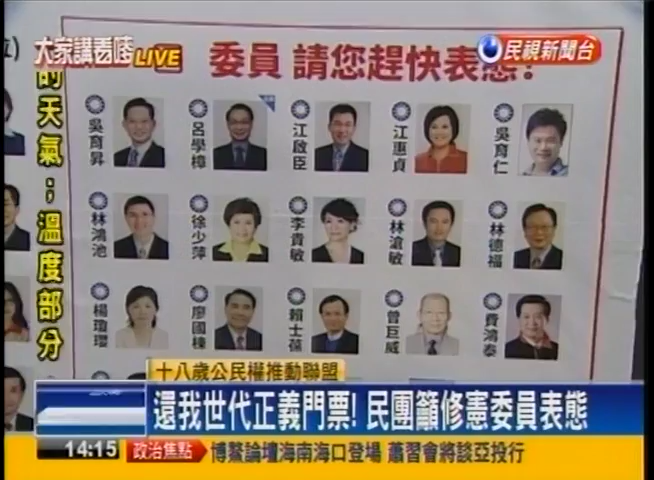 大家講看嘜 LIVE
委員 請您趕快表態!
民視新聞台
的天氣;溫度部分
吳育昇
呂學樟
江啟臣
江惠貞
吳育仁
林鴻池
徐少萍
李貴敏
林滄敏
林德福
楊瓊瓔
廖國棟
賴士葆
曾巨威
費鴻泰
十八歲公民權推動聯盟
還我世代正義門票! 民團籲修憲委員表態
14:15 政治焦點 博鰲論壇海南海口登場 蕭習會將談亞投行